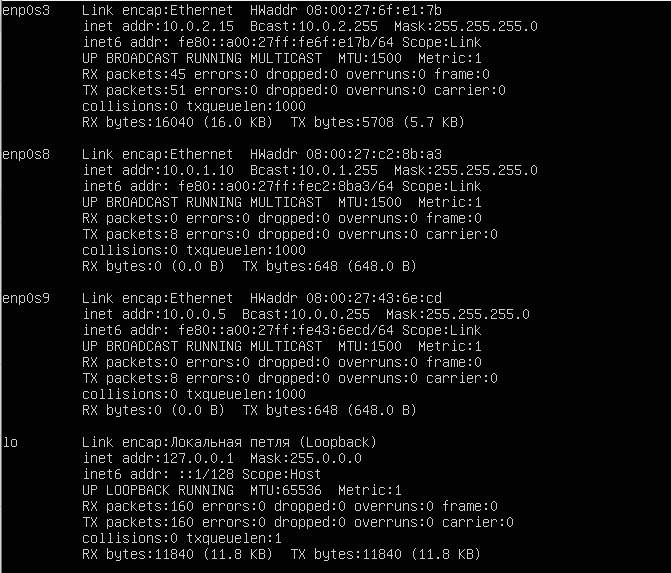 enp0s3    Link encap:Ethernet  HWaddr 08:00:27:6f:e1:7b
          inet addr:10.0.2.15  Bcast:10.0.2.255  Mask:255.255.255.0
          inet6 addr: fe80::a00:27ff:fe6f:e17b/64 Scope:Link
          UP BROADCAST RUNNING MULTICAST  MTU:1500  Metric:1
          RX packets:45 errors:0 dropped:0 overruns:0 frame:0
          TX packets:51 errors:0 dropped:0 overruns:0 carrier:0
          collisions:0 txqueuelen:1000
          RX bytes:16040 (16.0 KB)  TX bytes:5708 (5.7 KB)

enp0s8    Link encap:Ethernet  HWaddr 08:00:27:c2:8b:a3
          inet addr:10.0.1.10  Bcast:10.0.1.255  Mask:255.255.255.0
          inet6 addr: fe80::a00:27ff:fec2:8ba3/64 Scope:Link
          UP BROADCAST RUNNING MULTICAST  MTU:1500  Metric:1
          RX packets:0 errors:0 dropped:0 overruns:0 frame:0
          TX packets:8 errors:0 dropped:0 overruns:0 carrier:0
          collisions:0 txqueuelen:1000
          RX bytes:0 (0.0 B)  TX bytes:648 (648.0 B)

enp0s9    Link encap:Ethernet  HWaddr 08:00:27:43:6e:cd
          inet addr:10.0.0.5  Bcast:10.0.0.255  Mask:255.255.255.0
          inet6 addr: fe80::a00:27ff:fe43:6ecd/64 Scope:Link
          UP BROADCAST RUNNING MULTICAST  MTU:1500  Metric:1
          RX packets:0 errors:0 dropped:0 overruns:0 frame:0
          TX packets:8 errors:0 dropped:0 overruns:0 carrier:0
          collisions:0 txqueuelen:1000
          RX bytes:0 (0.0 B)  TX bytes:648 (648.0 B)

lo        Link encap:Локальная петля (Loopback)
          inet addr:127.0.0.1  Mask:255.0.0.0
          inet6 addr: ::1/128 Scope:Host
          UP LOOPBACK RUNNING  MTU:65536  Metric:1
          RX packets:160 errors:0 dropped:0 overruns:0 frame:0
          TX packets:160 errors:0 dropped:0 overruns:0 carrier:0
          collisions:0 txqueuelen:1
          RX bytes:11840 (11.8 KB)  TX bytes:11840 (11.8 KB)